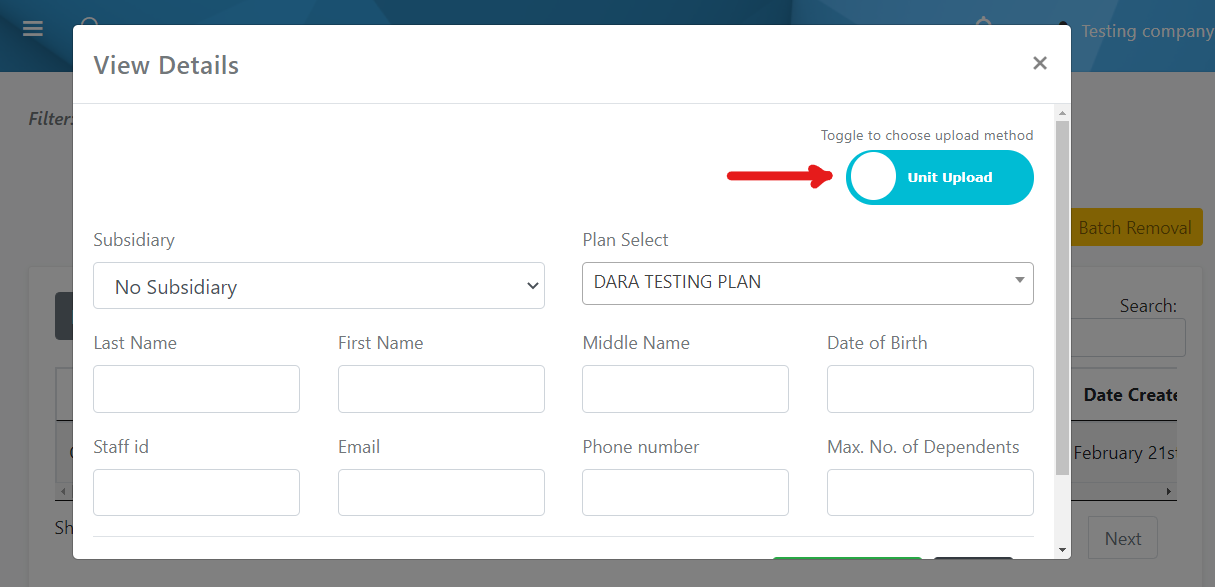 Testing company
View Details
×
Filter:
Toggle to choose upload method
Unit Upload
Batch Removal
Subsidiary
Plan Select
No Subsidiary
DARA TESTING PLAN
Search:
Last Name
First Name
Middle Name
Date of Birth
Date Create
Staff id
Email
Phone number
Max. No. of Dependents
February 21st
Sh
Next